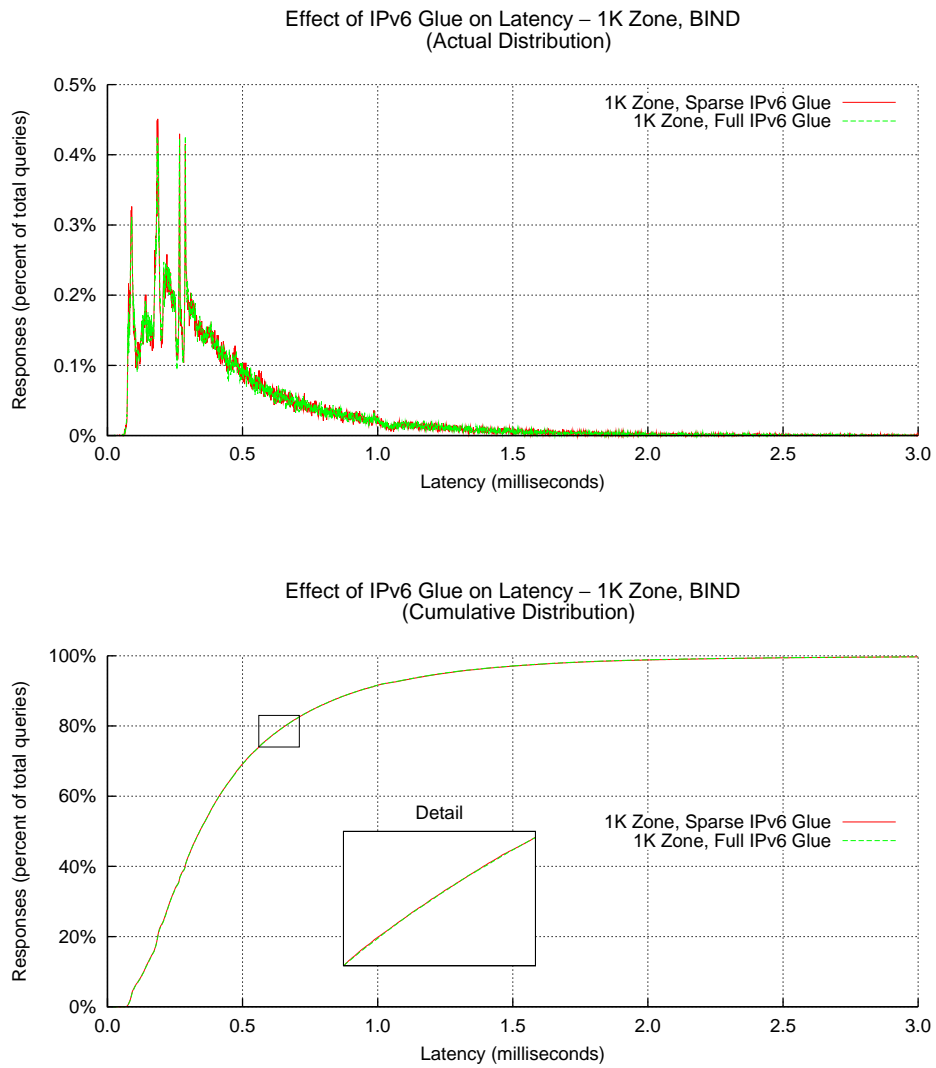 Effect of IPv6 Glue on Latency – 1K Zone, BIND
(Actual Distribution)
0.5%
0.4%
0.3%
0.2%
0.1%
0%
Responses (percent of total queries)
1K Zone, Sparse IPv6 Glue
1K Zone, Full IPv6 Glue
0.0 0.5 1.0 1.5 2.0 2.5 3.0
Latency (milliseconds)
Effect of IPv6 Glue on Latency – 1K Zone, BIND
(Cumulative Distribution)
100%
80%
60%
40%
20%
0%
Responses (percent of total queries)
Detail
1K Zone, Sparse IPv6 Glue
1K Zone, Full IPv6 Glue
0.0 0.5 1.0 1.5 2.0 2.5 3.0
Latency (milliseconds)